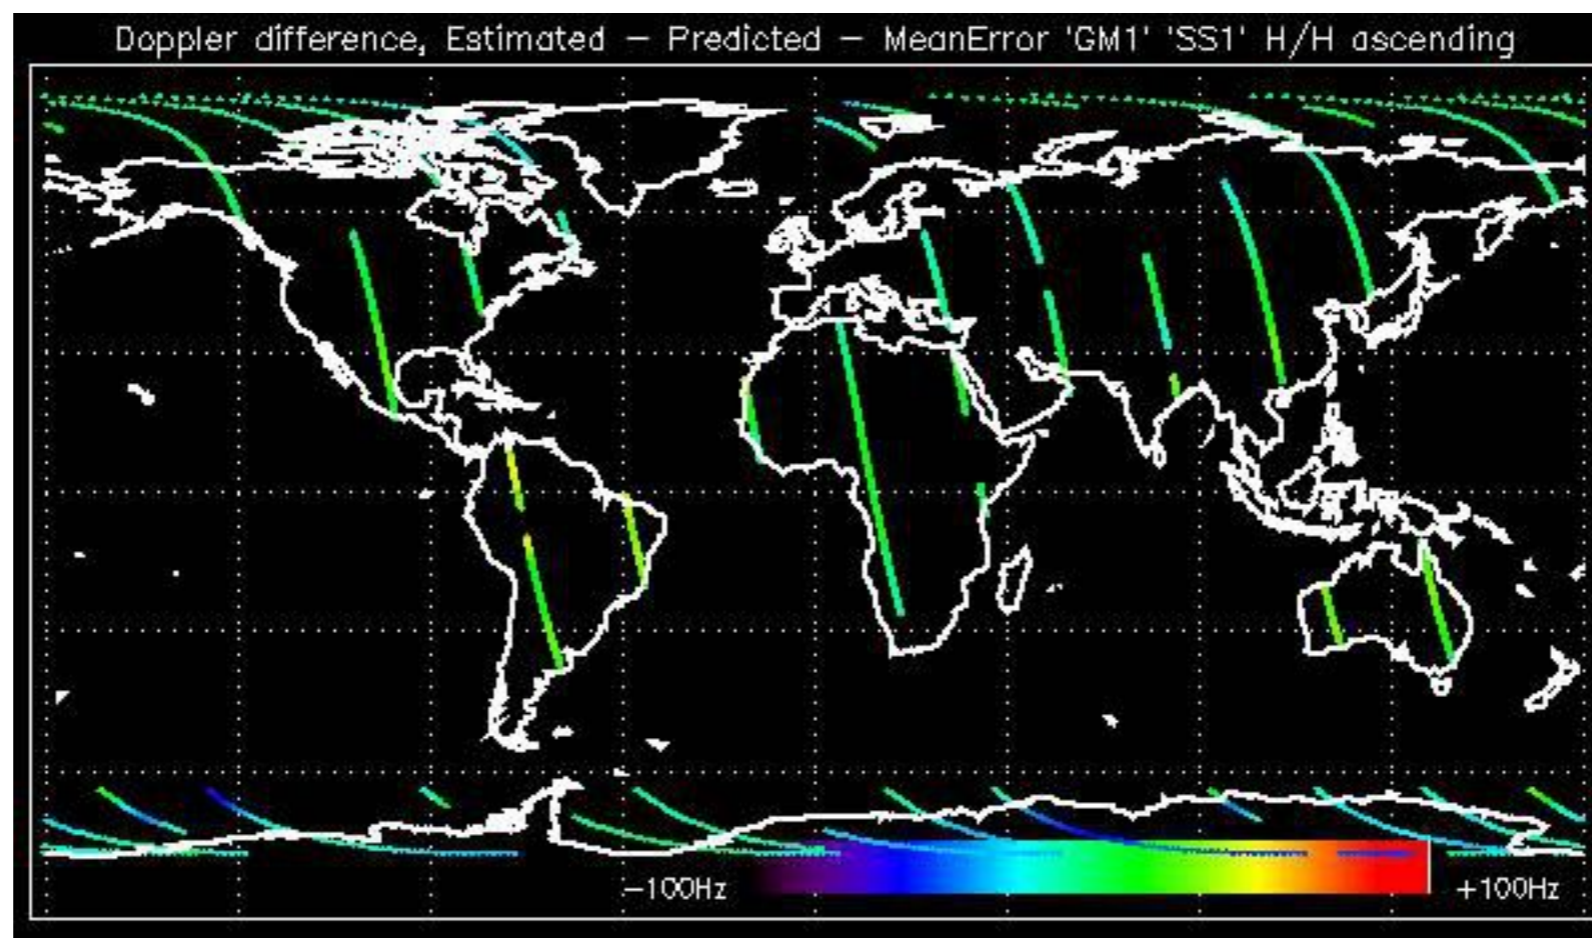 Doppler difference, Estimated – Predicted – MeanError 'GM1' 'SS1' H/H ascending
-100Hz
+100Hz